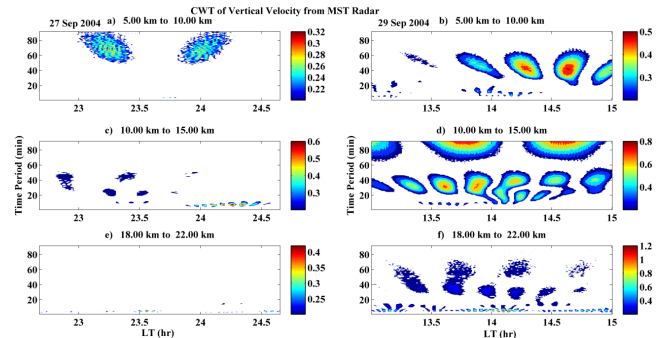 CWT of Vertical Velocity from MST Radar
27 Sep 2004 a) 5.00 km to 10.00 km
29 Sep 2004 b) 5.00 km to 10.00 km
80
60
40
20
23 23.5 24 24.5
0.32
0.3
0.28
0.26
0.24
0.22
80
60
40
20
13.5 14 14.5 15
0.5
0.4
0.3
c) 10.00 km to 15.00 km
Time Period (min)
80
60
40
20
23 23.5 24 24.5
0.6
0.5
0.4
0.3
d) 10.00 km to 15.00 km
Time Period (min)
80
60
40
20
13.5 14 14.5 15
0.8
0.6
0.4
e) 18.00 km to 22.00 km
80
60
40
20
23 23.5 24 24.5
LT (hr)
0.4
0.35
0.3
0.25
f) 18.00 km to 22.00 km
80
60
40
20
13.5 14 14.5 15
LT (hr)
1.2
1
0.8
0.6
0.4